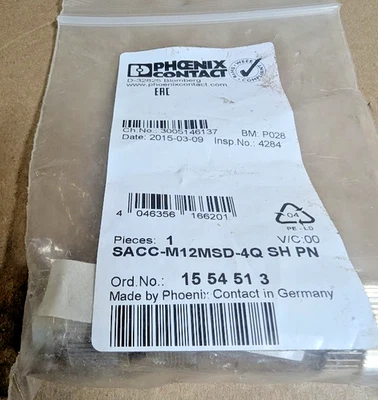 PHŒNIX
CONTACT
D-32825 Blomberg
www.phoenixcontact.com
EAC
Ch.No.: 3005146137 BM: P028
Date: 2015-03-09 Insp.No.: 4284
4 046356 166201
04
PE-LD
Pieces: 1 V/C:00
SACC-M12MSD-4Q SH PN
Ord.No.: 15 54 51 3
Made by Phoenix Contact in Germany